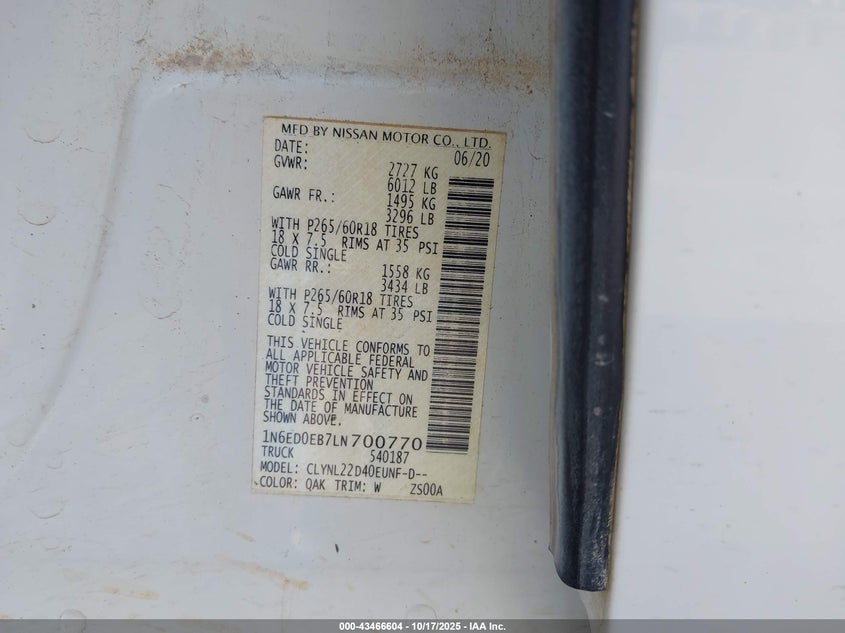 MFD BY NISSAN MOTOR CO., LTD.
DATE: 06/20
GVWR: 2727 KG
6012 LB
GAWR FR.: 1495 KG
3296 LB
WITH P265/60R18 TIRES
18 X 7.5 RIMS AT 35 PSI
COLD SINGLE
GAWR RR.: 1558 KG
3434 LB
WITH P265/60R18 TIRES
18 X 7.5 RIMS AT 35 PSI
COLD SINGLE
THIS VEHICLE CONFORMS TO
ALL APPLICABLE FEDERAL
MOTOR VEHICLE SAFETY AND
THEFT PREVENTION
STANDARDS IN EFFECT ON
THE DATE OF MANUFACTURE
SHOWN ABOVE.
1N6ED0EB7LN700770
TRUCK 540187
MODEL: CLYNL22D40EUNF-D--
COLOR: QAK TRIM: W ZS00A
000-43466604 - 10/17/2025 - IAA Inc.